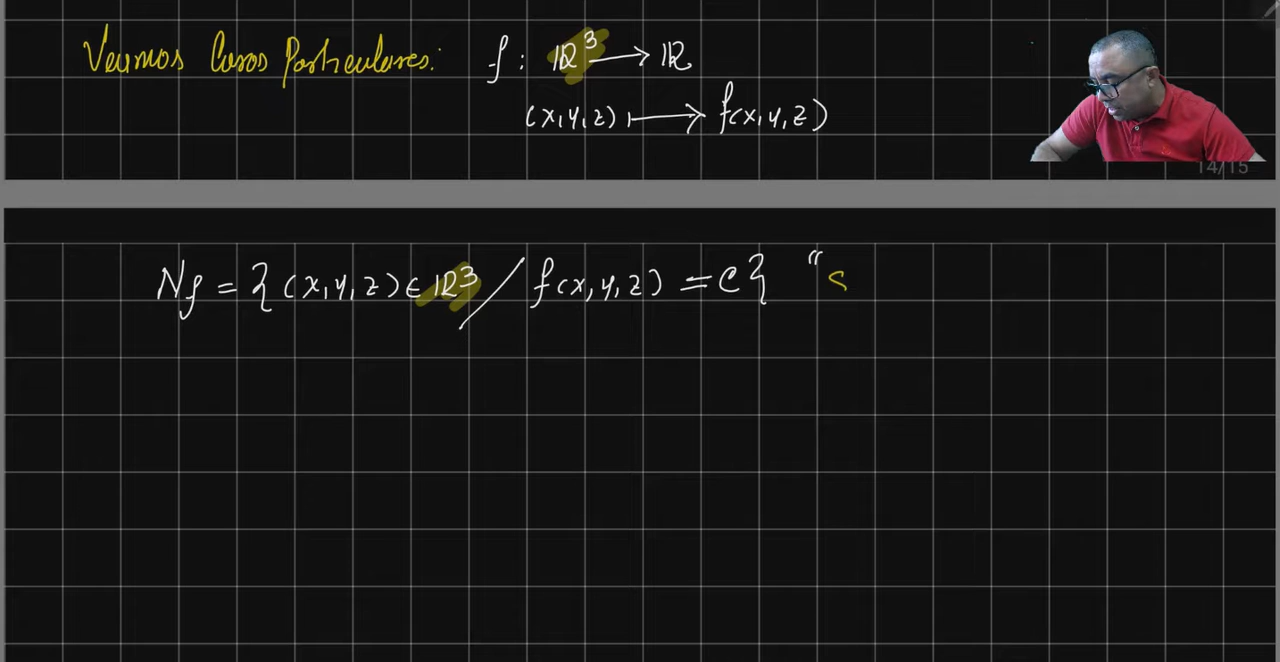 Veamos Casos Particulares: f: ℝ³ → ℝ
(x,y,z) ↦ f(x,y,z)
14/15
Nf = {(x,y,z) ∈ ℝ³ / f(x,y,z) = c} "S